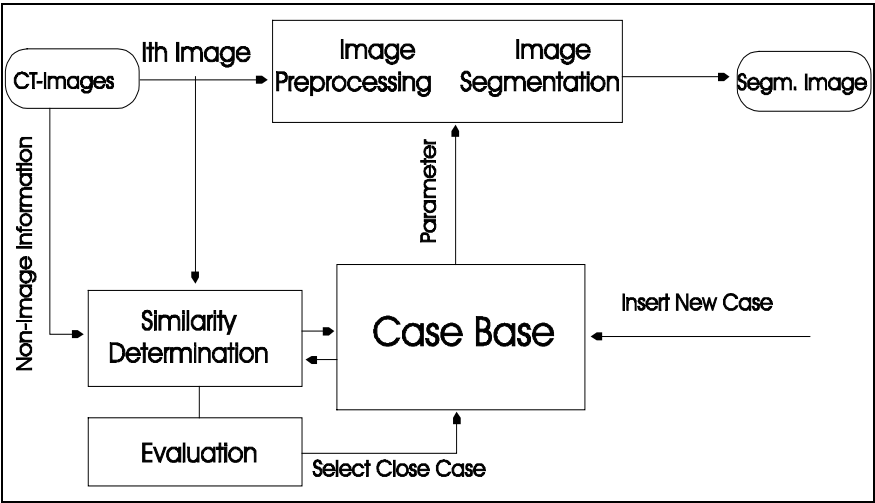 Ith Image
CT-Images
Image
Preprocessing
Image
Segmentation
Segm. Image
Non-Image Information
Parameter
Similarity
Determination
Case Base
Insert New Case
Evaluation
Select Close Case